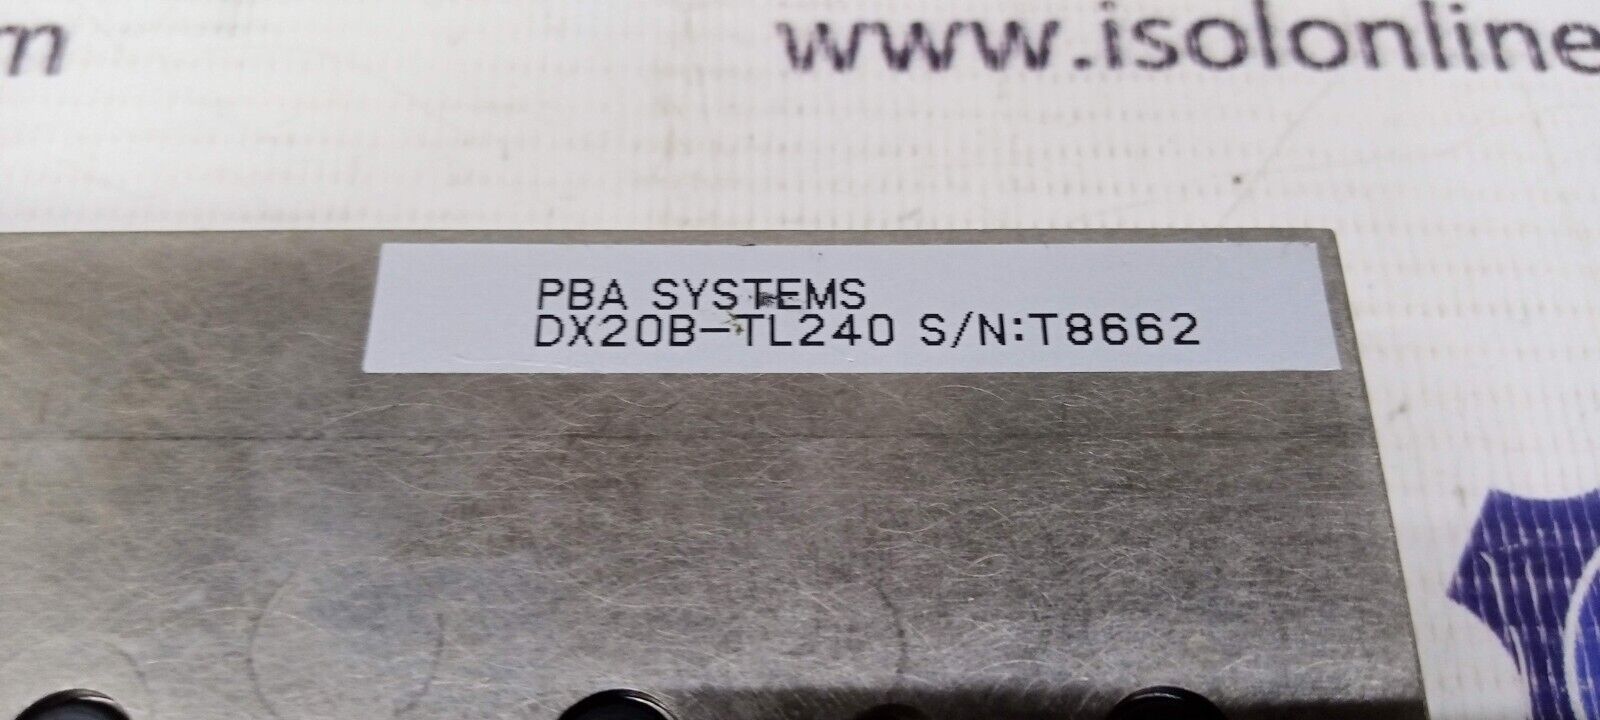 m www.isolonline
PBA SYSTEMS
DX20B-TL240 S/N:T8662